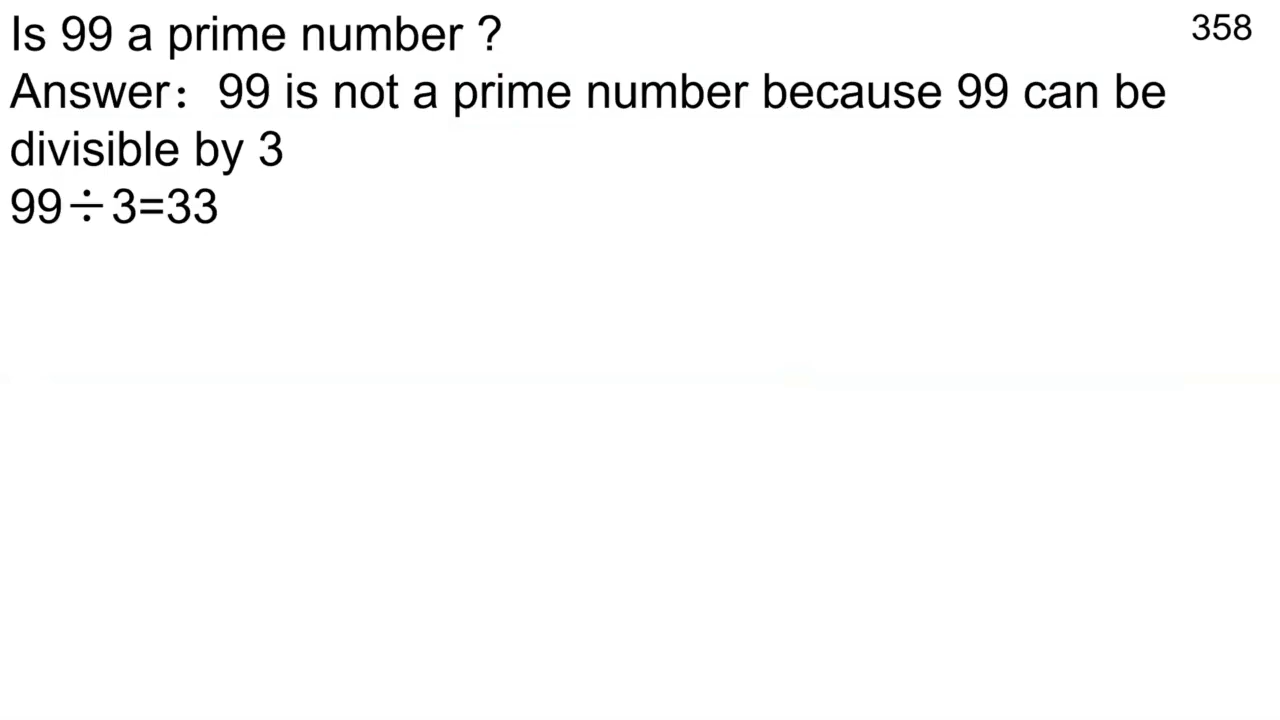 Is 99 a prime number ?
358
Answer： 99 is not a prime number because 99 can be
divisible by 3
99÷3=33